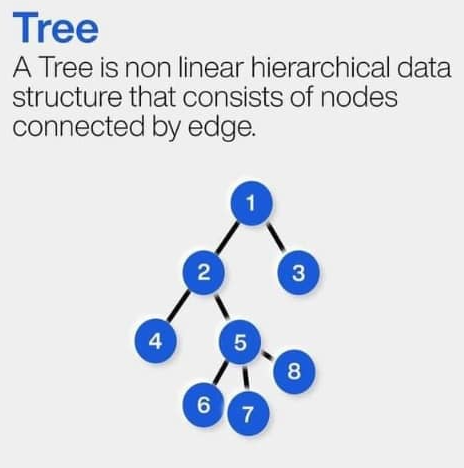 Tree
A Tree is non linear hierarchical data
structure that consists of nodes
connected by edge.
1
2
3
4
5
8
6
7